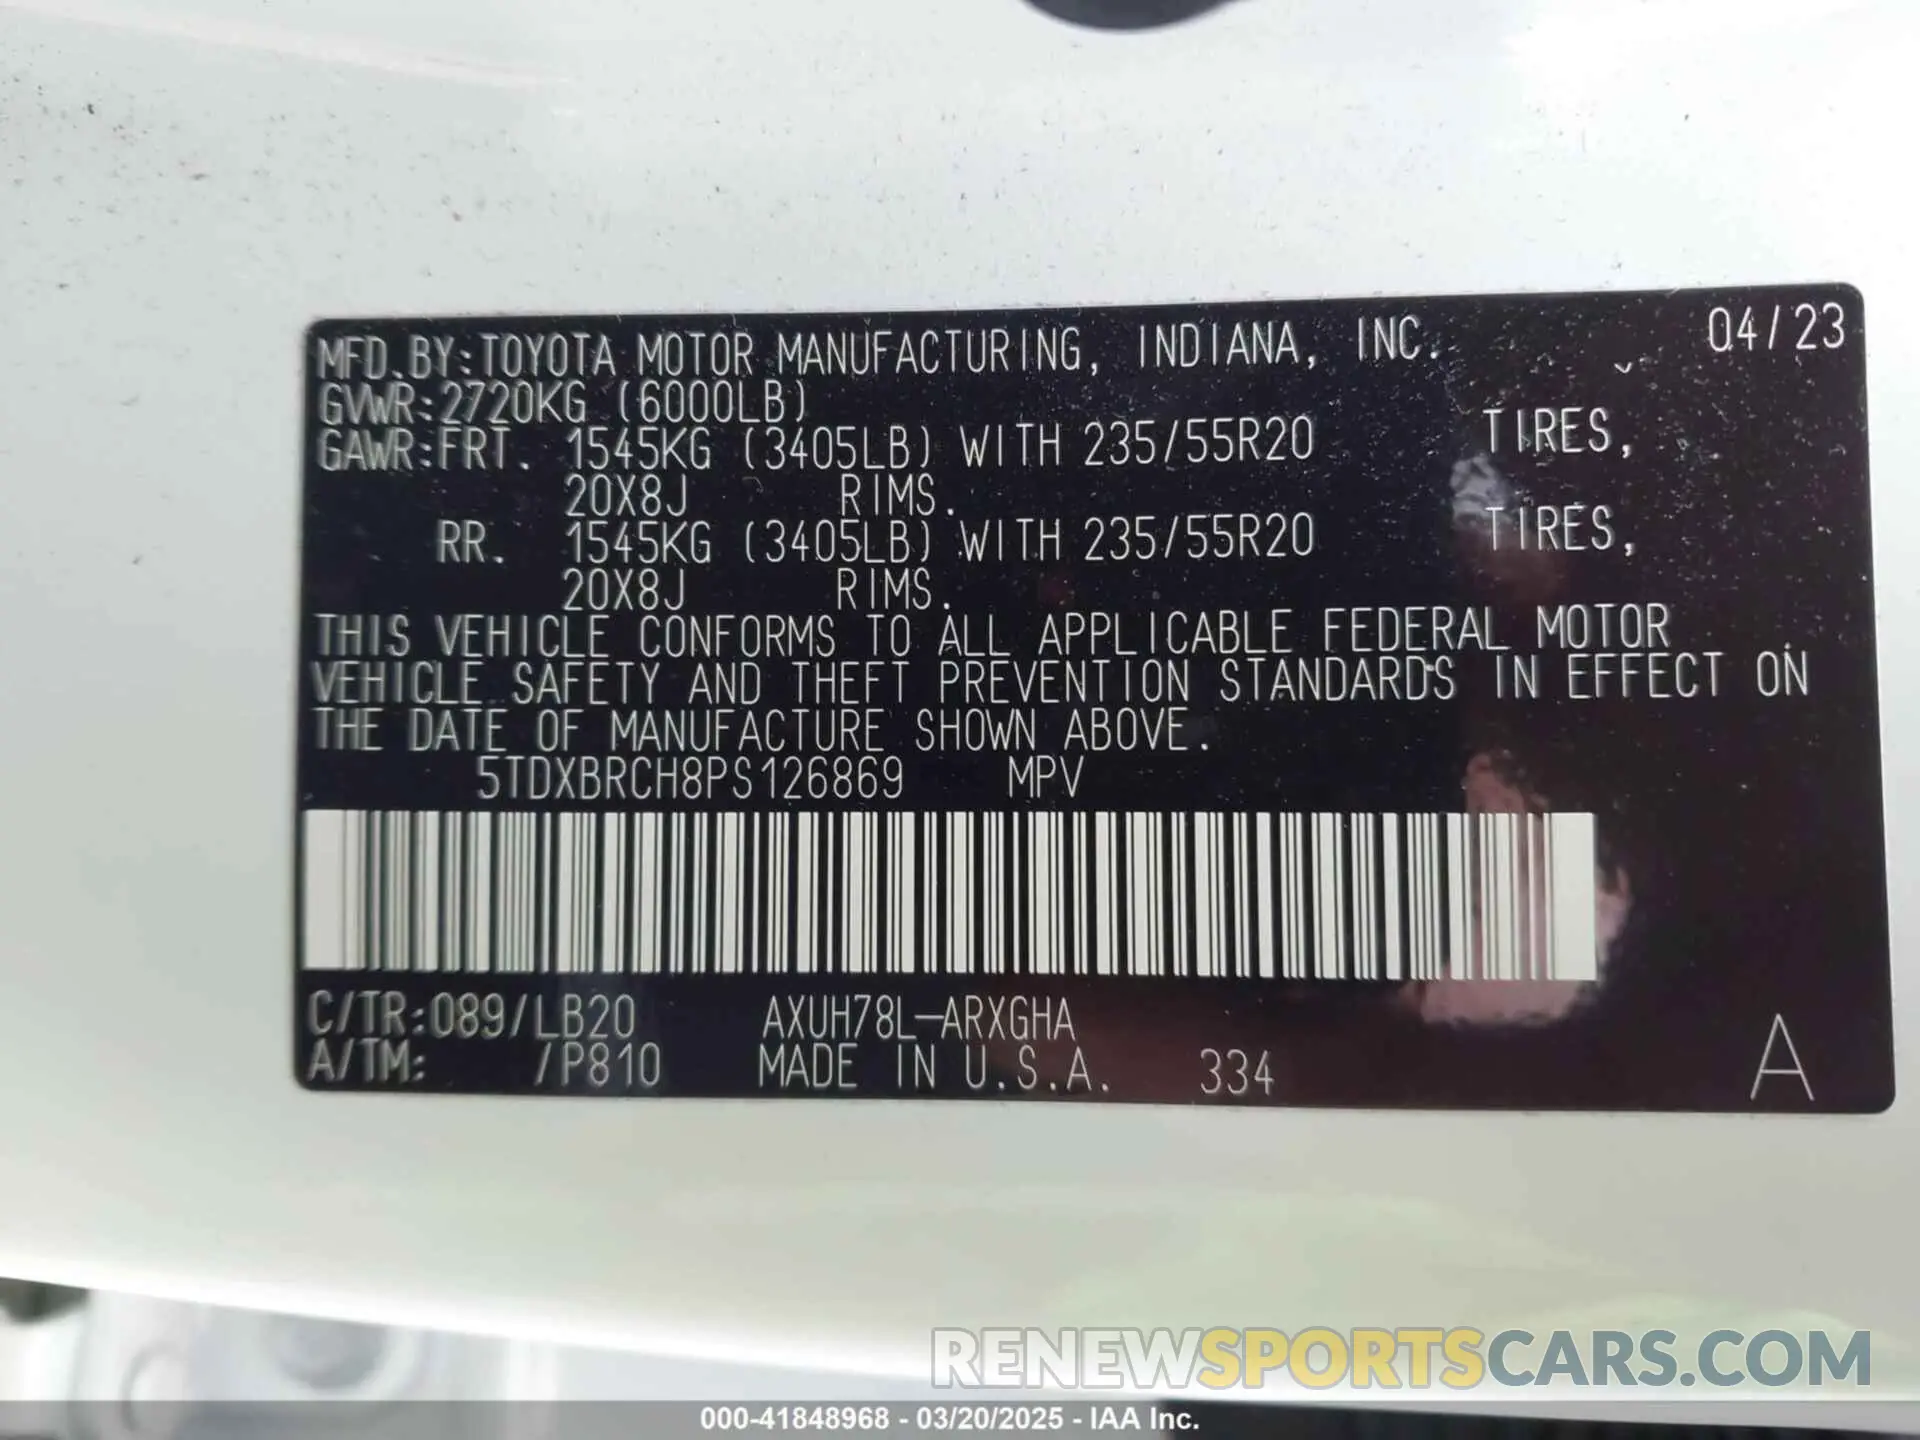 MFD.BY:TOYOTA MOTOR MANUFACTURING, INDIANA, INC. 04/23
GVWR:2720KG (6000LB)
GAWR:FRT. 1545KG (3405LB) WITH 235/55R20 TIRES,
20X8J RIMS.
RR. 1545KG (3405LB) WITH 235/55R20 TIRES,
20X8J RIMS.
THIS VEHICLE CONFORMS TO ALL APPLICABLE FEDERAL MOTOR
VEHICLE SAFETY AND THEFT PREVENTION STANDARDS IN EFFECT ON
THE DATE OF MANUFACTURE SHOWN ABOVE.
5TDXBRCH8PS126869 MPV
C/TR:089/LB20 AXUH78L-ARXGHA
A/TM: /P810 MADE IN U.S.A. 334 A
RENEWSPORTSCARS.COM
000-41848968 - 03/20/2025 - IAA Inc.